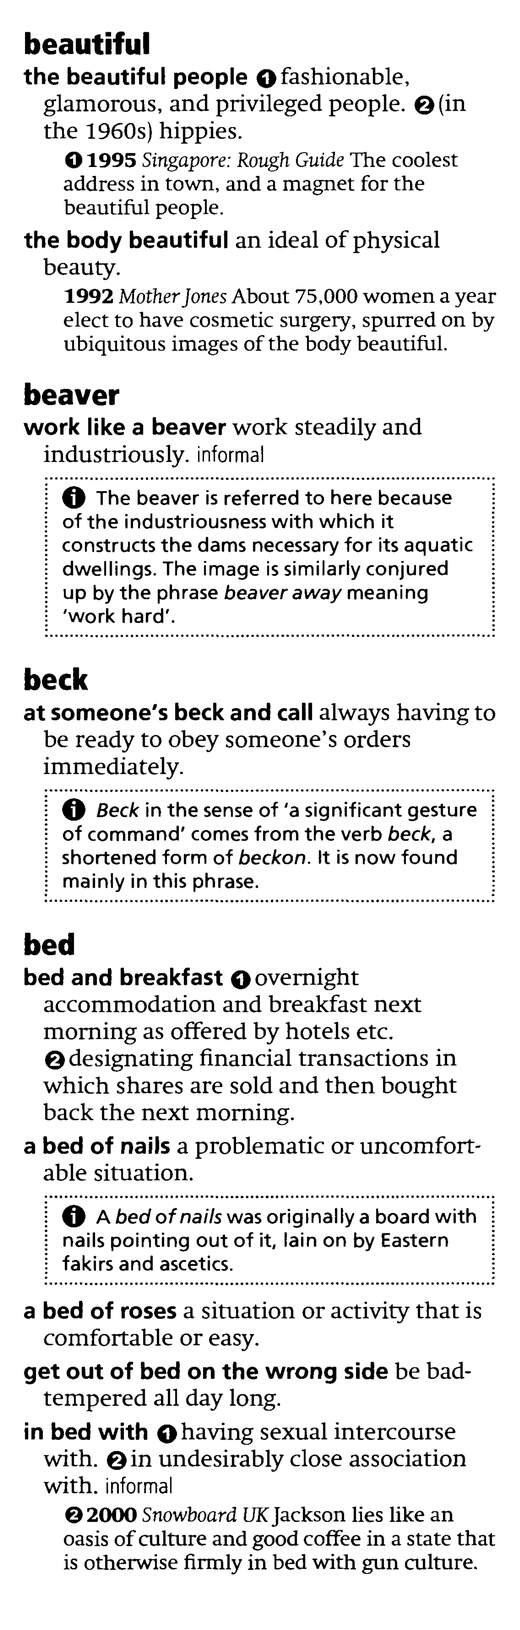 beautiful
the beautiful people ❶ fashionable,
glamorous, and privileged people. ❷ (in
the 1960s) hippies.
❶ 1995 Singapore: Rough Guide The coolest
address in town, and a magnet for the
beautiful people.
the body beautiful an ideal of physical
beauty.
1992 Mother Jones About 75,000 women a year
elect to have cosmetic surgery, spurred on by
ubiquitous images of the body beautiful.
beaver
work like a beaver work steadily and
industriously. informal
i The beaver is referred to here because
of the industriousness with which it
constructs the dams necessary for its aquatic
dwellings. The image is similarly conjured
up by the phrase beaver away meaning
'work hard'.
beck
at someone's beck and call always having to
be ready to obey someone's orders
immediately.
i Beck in the sense of 'a significant gesture
of command' comes from the verb beck, a
shortened form of beckon. It is now found
mainly in this phrase.
bed
bed and breakfast ❶ overnight
accommodation and breakfast next
morning as offered by hotels etc.
❷ designating financial transactions in
which shares are sold and then bought
back the next morning.
a bed of nails a problematic or uncomfort-
able situation.
i A bed of nails was originally a board with
nails pointing out of it, lain on by Eastern
fakirs and ascetics.
a bed of roses a situation or activity that is
comfortable or easy.
get out of bed on the wrong side be bad-
tempered all day long.
in bed with ❶ having sexual intercourse
with. ❷ in undesirably close association
with. informal
❷ 2000 Snowboard UK Jackson lies like an
oasis of culture and good coffee in a state that
is otherwise firmly in bed with gun culture.